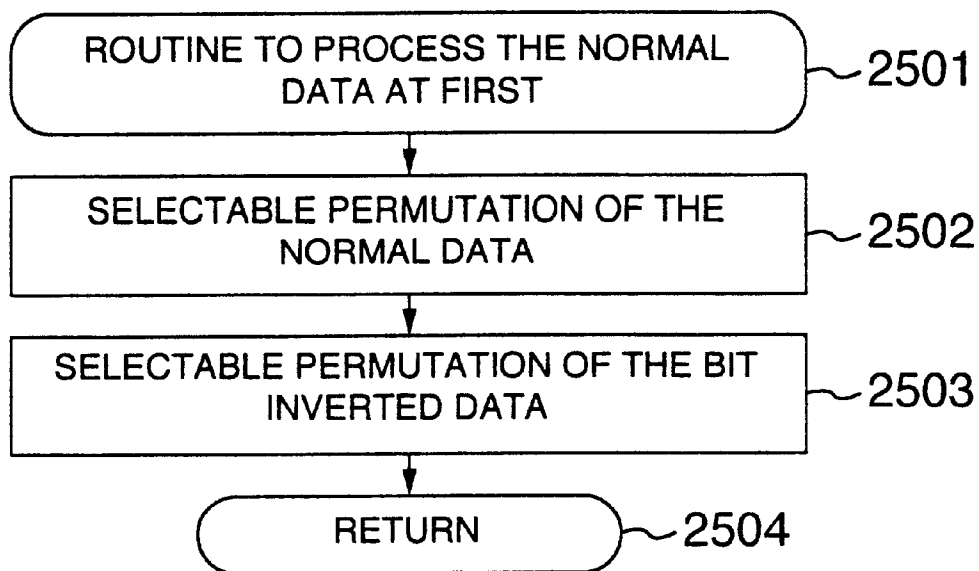 ROUTINE TO PROCESS THE NORMAL
DATA AT FIRST
2501
SELECTABLE PERMUTATION OF THE
NORMAL DATA
2502
SELECTABLE PERMUTATION OF THE BIT
INVERTED DATA
2503
RETURN
2504